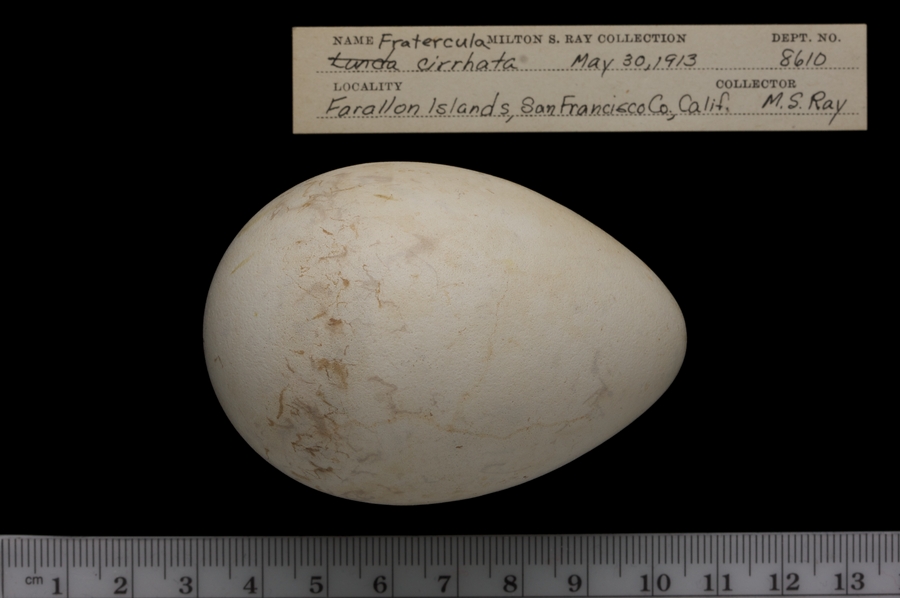 NAME Fratercula MILTON S. RAY COLLECTION DEPT. NO.
Lunda cirrhata May 30, 1913 8610
LOCALITY COLLECTOR
Farallon Islands, San Francisco Co., Calif. M.S. Ray
cm 1 2 3 4 5 6 7 8 9 10 11 12 13